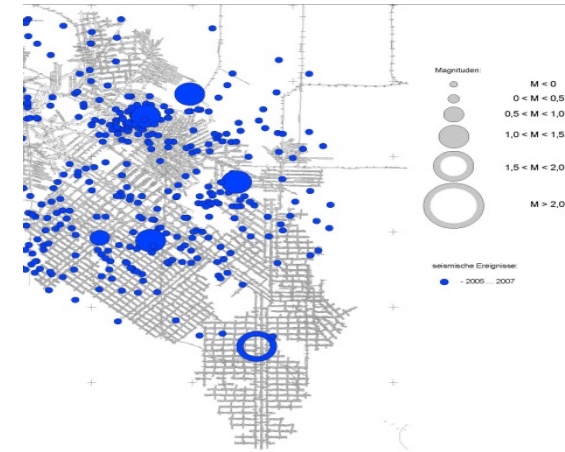 Magnituden:
M < 0
0 < M < 0,5
0,5 < M < 1,0
1,0 < M < 1,5
1,5 < M < 2,0
M > 2,0
seismische Ereignisse:
- 2005 ... 2007